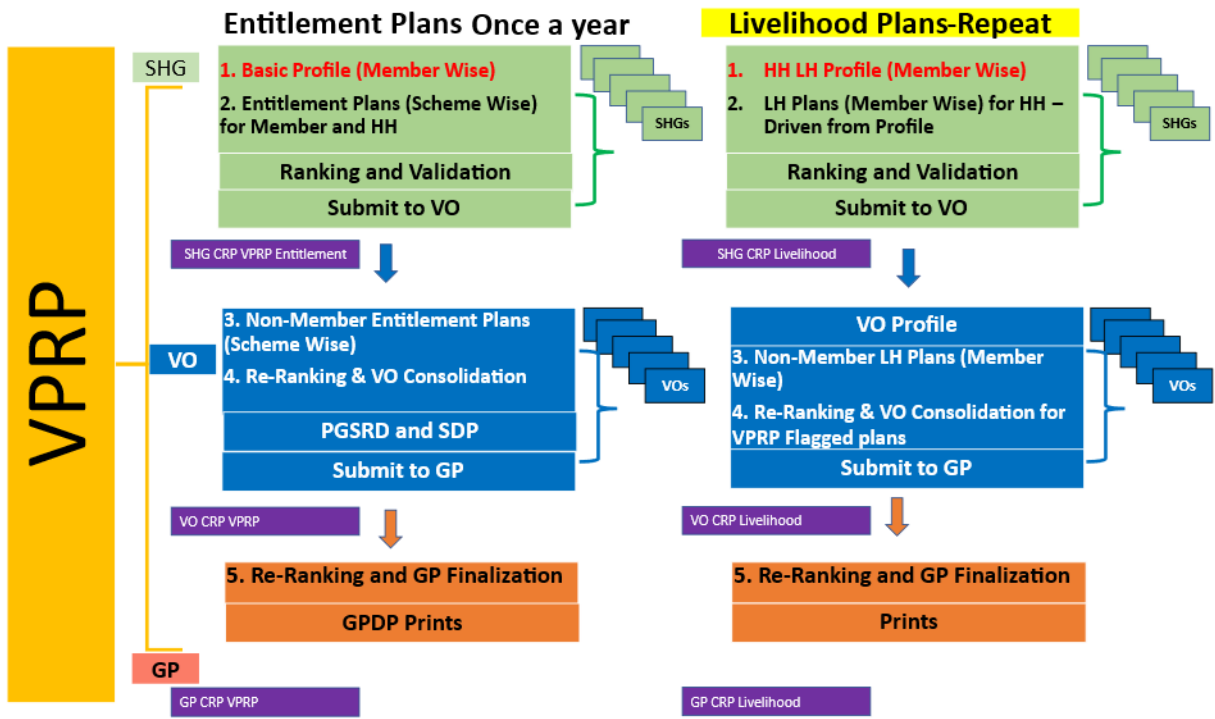 Entitlement Plans Once a year
Livelihood Plans-Repeat
VPRP
SHG
1. Basic Profile (Member Wise)
2. Entitlement Plans (Scheme Wise)
for Member and HH
Ranking and Validation
Submit to VO
SHGs
1. HH LH Profile (Member Wise)
2. LH Plans (Member Wise) for HH –
Driven from Profile
Ranking and Validation
Submit to VO
SHGs
SHG CRP VPRP Entitlement
SHG CRP Livelihood
VO
3. Non-Member Entitlement Plans
(Scheme Wise)
4. Re-Ranking & VO Consolidation
PGSRD and SDP
Submit to GP
VOs
VO Profile
3. Non-Member LH Plans (Member
Wise)
4. Re-Ranking & VO Consolidation for
VPRP Flagged plans
Submit to GP
VOs
VO CRP VPRP
VO CRP Livelihood
5. Re-Ranking and GP Finalization
GPDP Prints
5. Re-Ranking and GP Finalization
Prints
GP
GP CRP VPRP
GP CRP Livelihood